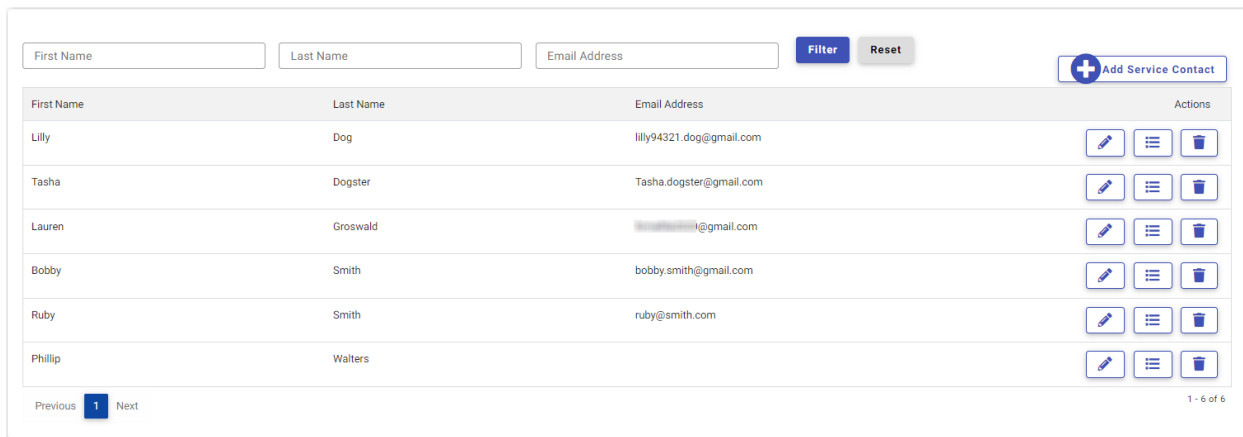 First Name Last Name Email Address Filter Reset
Add Service Contact
First Name Last Name Email Address Actions
Lilly Dog lilly94321.dog@gmail.com
Tasha Dogster Tasha.dogster@gmail.com
Lauren Groswald @gmail.com
Bobby Smith bobby.smith@gmail.com
Ruby Smith ruby@smith.com
Phillip Walters
Previous 1 Next 1 - 6 of 6